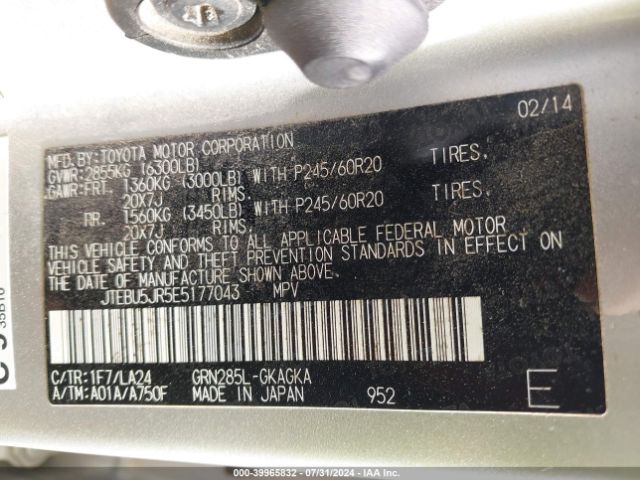 02/14
MFD.BY:TOYOTA MOTOR CORPORATION
GVWR:2855KG (6300LB)
GAWR:FRT. 1360KG (3000LB) WITH P245/60R20 TIRES,
20X7J RIMS.
RR. 1560KG (3450LB) WITH P245/60R20 TIRES,
20X7J RIMS.
THIS VEHICLE CONFORMS TO ALL APPLICABLE FEDERAL MOTOR
VEHICLE SAFETY AND THEFT PREVENTION STANDARDS IN EFFECT ON
THE DATE OF MANUFACTURE SHOWN ABOVE.
JTEBU5JR5E5177043 MPV
C/TR:1F7/LA24 GRN285L-GKAGKA
A/TM:A01A/A750F MADE IN JAPAN 952 E
000-39965832 - 07/31/2024 - IAA Inc.